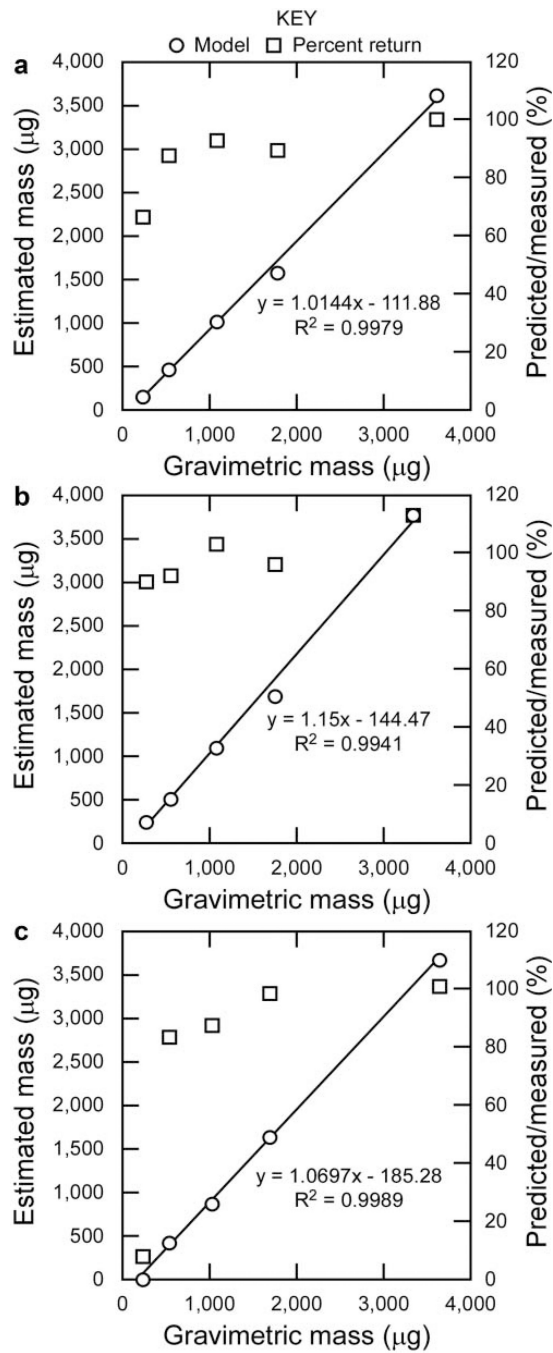 KEY
Model Percent return
a
4,000
3,500
3,000
2,500
2,000
1,500
1,000
500
0
Estimated mass (μg)
120
100
80
60
40
20
0
Predicted/measured (%)
y = 1.0144x - 111.88
R² = 0.9979
0 1,000 2,000 3,000 4,000
Gravimetric mass (μg)
b
4,000
3,500
3,000
2,500
2,000
1,500
1,000
500
0
Estimated mass (μg)
120
100
80
60
40
20
0
Predicted/measured (%)
y = 1.15x - 144.47
R² = 0.9941
0 1,000 2,000 3,000 4,000
Gravimetric mass (μg)
c
4,000
3,500
3,000
2,500
2,000
1,500
1,000
500
0
Estimated mass (μg)
120
100
80
60
40
20
0
Predicted/measured (%)
y = 1.0697x - 185.28
R² = 0.9989
0 1,000 2,000 3,000 4,000
Gravimetric mass (μg)